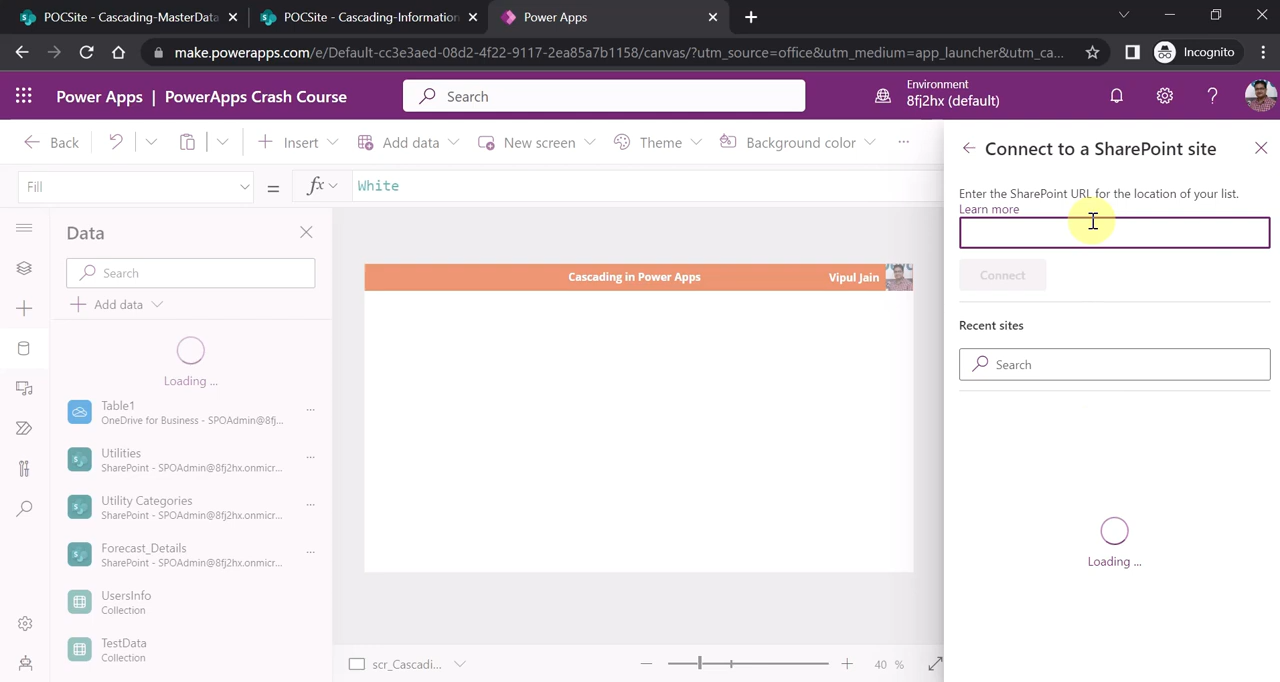 POCSite - Cascading-MasterData
POCSite - Cascading-Information
Power Apps
make.powerapps.com/e/Default-cc3e3aed-08d2-4f22-9117-2ea85a7b1158/canvas/?utm_source=office&utm_medium=app_launcher&utm_ca...
Incognito
Power Apps | PowerApps Crash Course
Search
Environment
8fj2hx (default)
Back
Insert
Add data
New screen
Theme
Background color
...
Fill
=
fx
White
Data
Search
Add data
Loading ...
Table1
OneDrive for Business - SPOAdmin@8fj2...
Utilities
SharePoint - SPOAdmin@8fj2hx.onmicr...
Utility Categories
SharePoint - SPOAdmin@8fj2hx.onmicr...
Forecast_Details
SharePoint - SPOAdmin@8fj2hx.onmicr...
UsersInfo
Collection
TestData
Collection
Cascading in Power Apps
Vipul Jain
scr_Cascadi...
40 %
Connect to a SharePoint site
Enter the SharePoint URL for the location of your list.
Learn more
Connect
Recent sites
Search
Loading ...